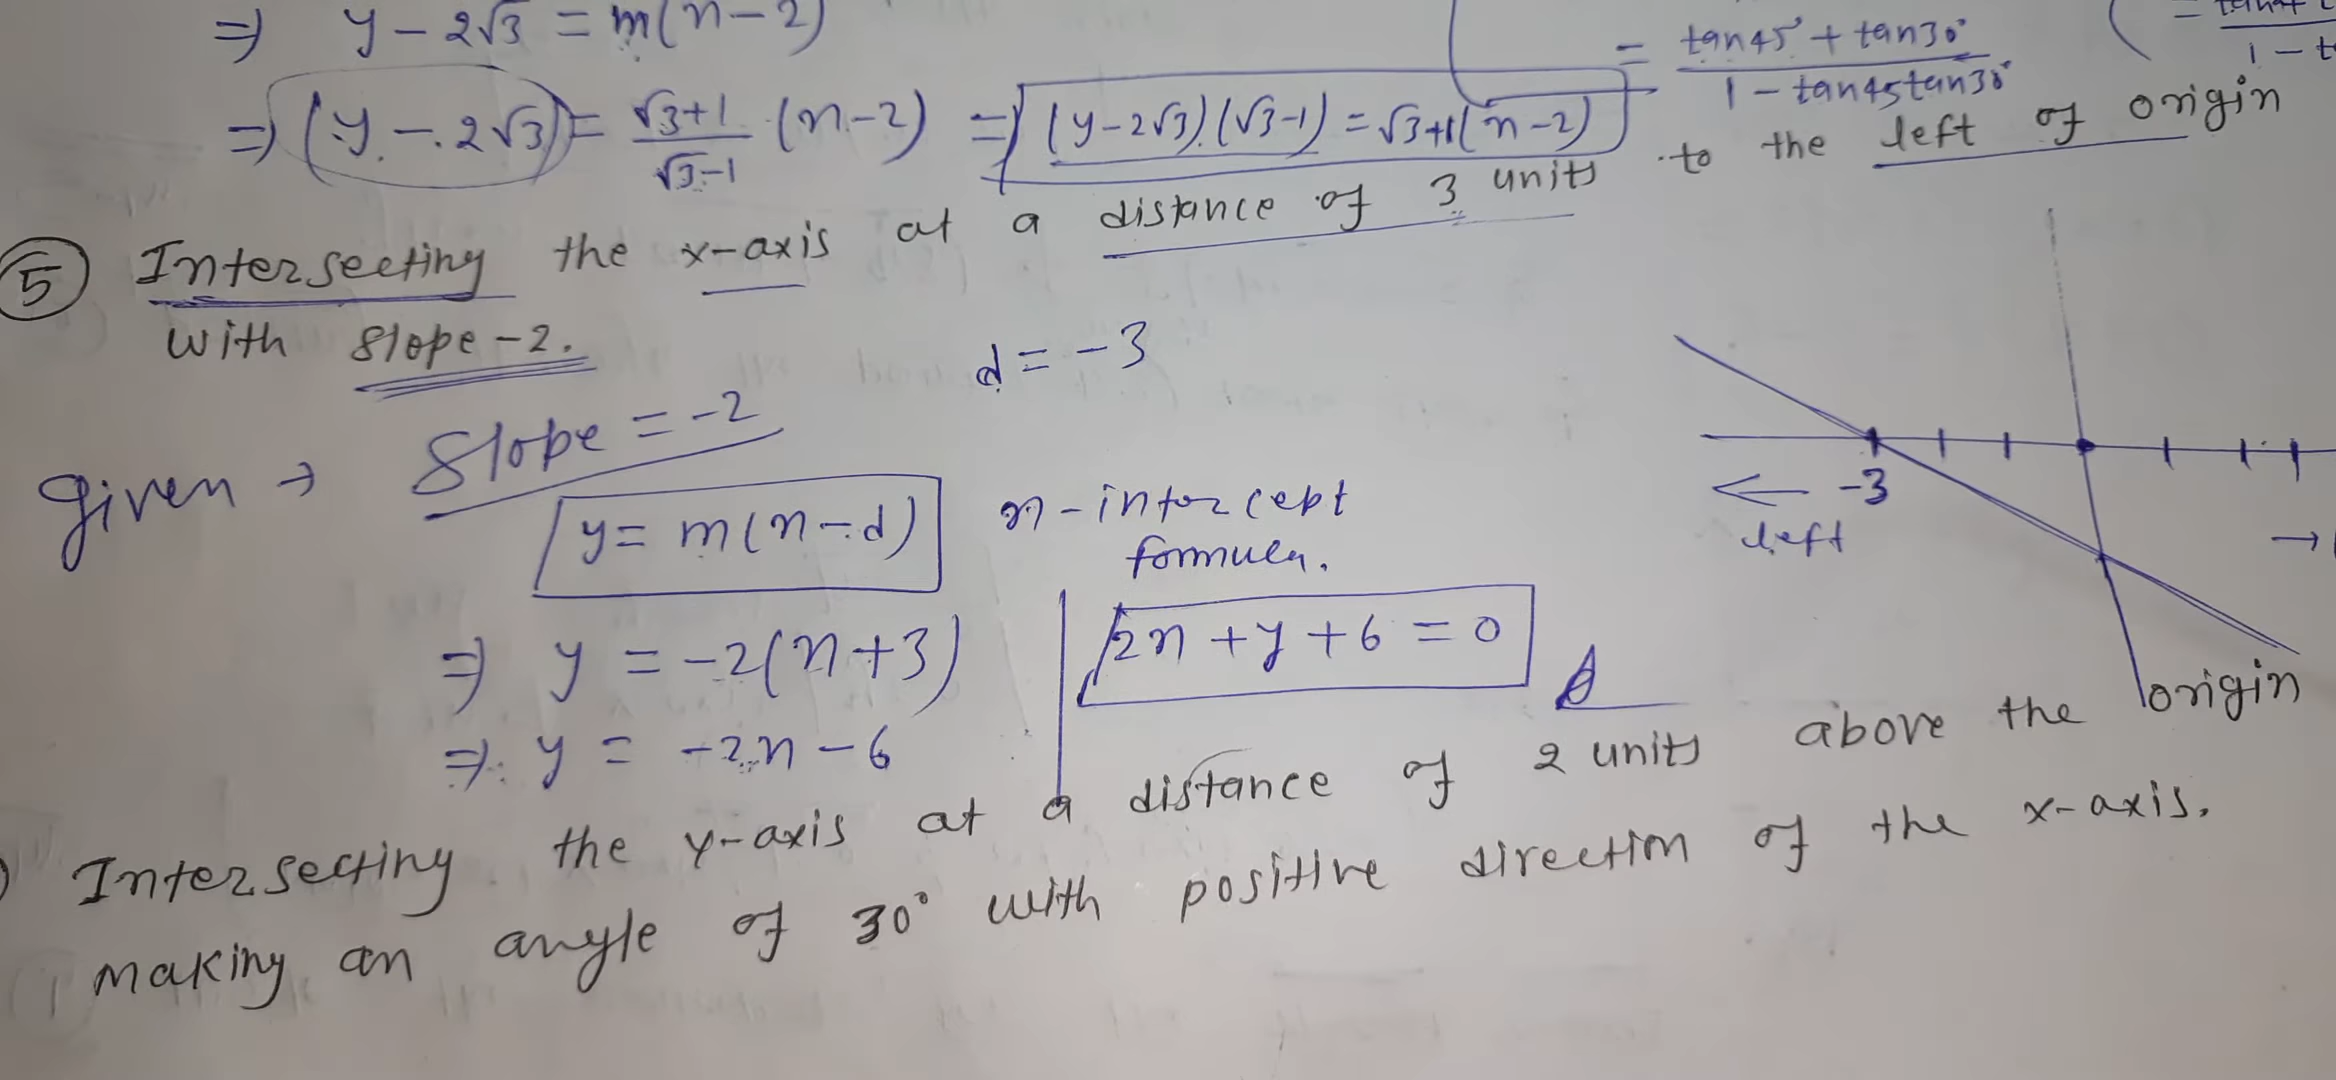 ⇒ y - 2√3 = m(x-2)
= tan45° + tan30° / 1 - tan45 tan30°
⇒ (y - 2√3) = √3+1 / √3-1 (x-2) ⇒ (y-2√3)(√3-1) = √3+1(x-2)
⑤ Intersecting the x-axis at a distance of 3 units to the left of origin
with slope -2.
d = -3
given → Slope = -2
y = m(x-d) x-intercept
formula.
⇒ y = -2(x+3)
⇒ y = -2x - 6
2x + y + 6 = 0
-3
← left
→
Intersecting the y-axis at a distance of 2 units above the origin
making an angle of 30° with positive direction of the x-axis.